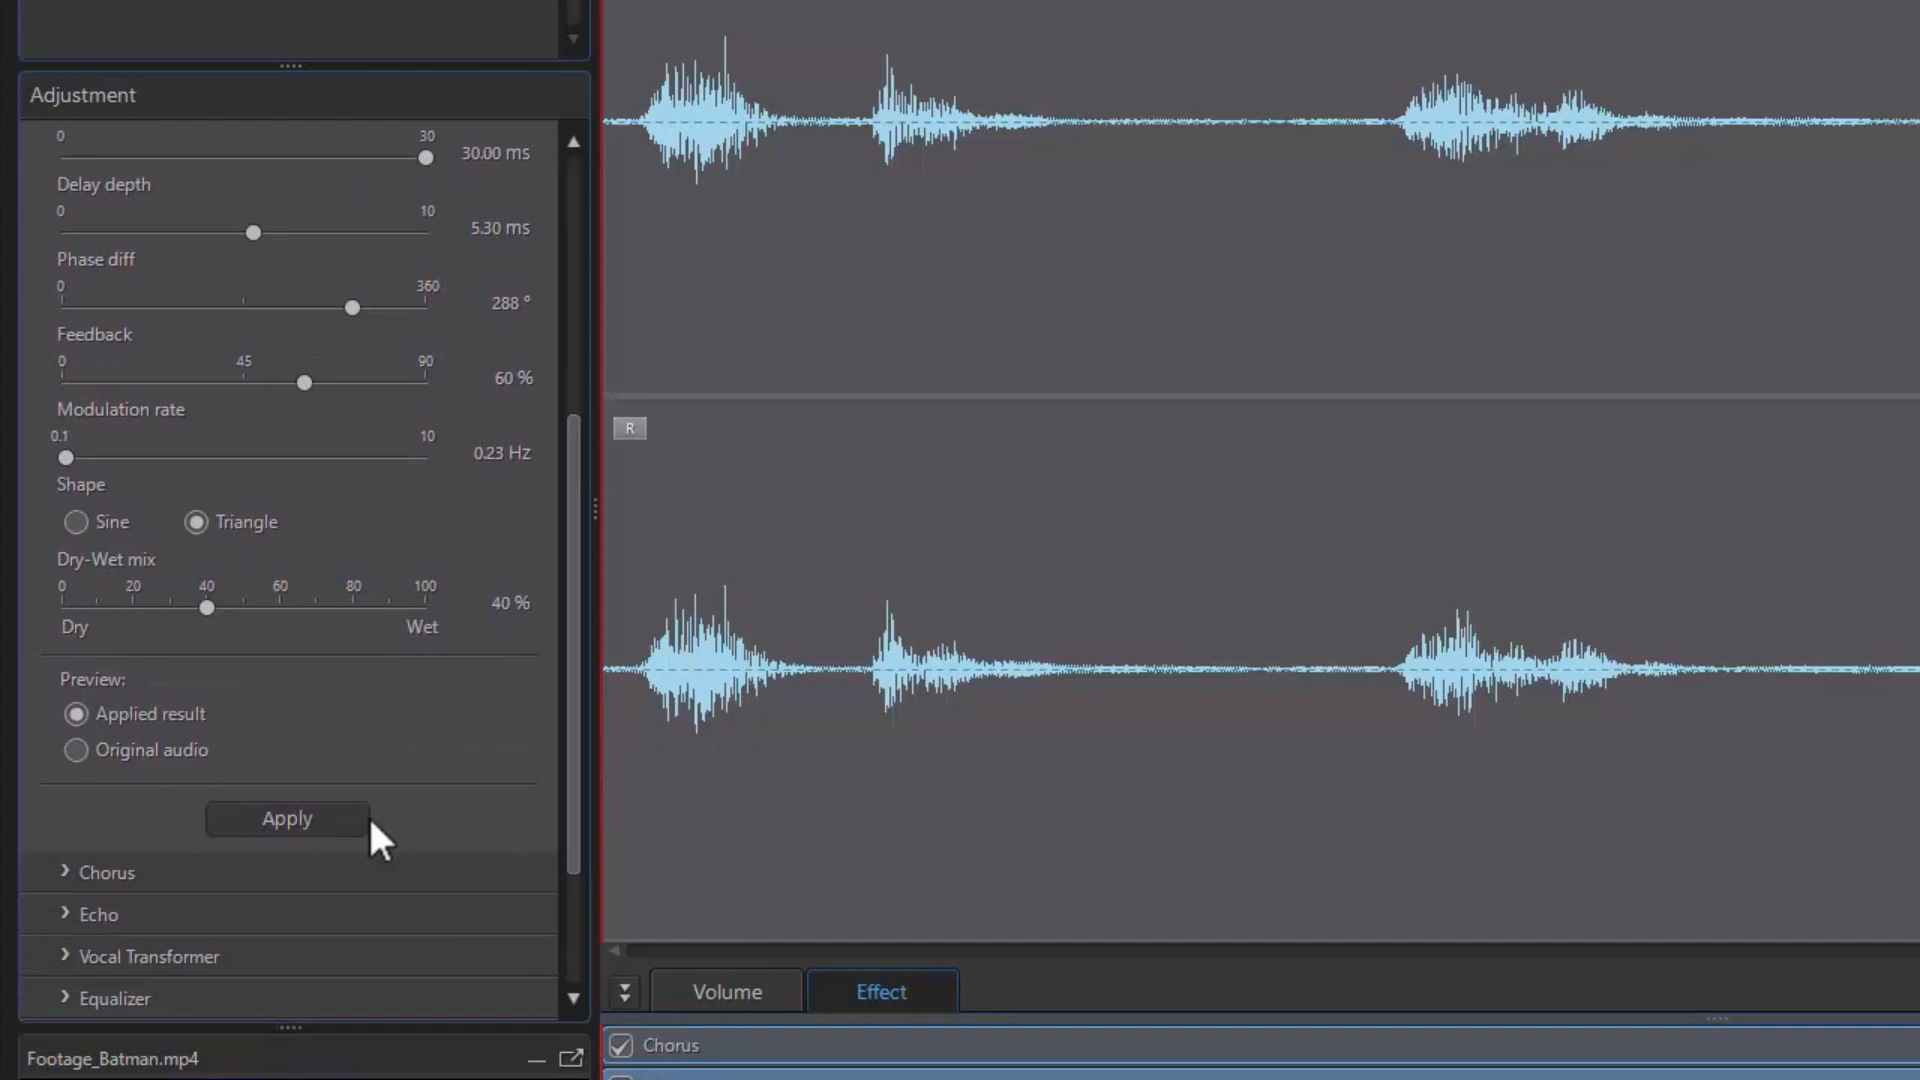 Adjustment
0 30
30.00 ms
Delay depth
0 10
5.30 ms
Phase diff
0 360
288 °
Feedback
0 45 90
60 %
Modulation rate
0.1 10
0.23 Hz
Shape
Sine Triangle
Dry-Wet mix
0 20 40 60 80 100
40 %
Dry Wet
Preview:
Applied result
Original audio
Apply
Chorus
Echo
Vocal Transformer
Equalizer
Footage_Batman.mp4
R
Volume Effect
Chorus